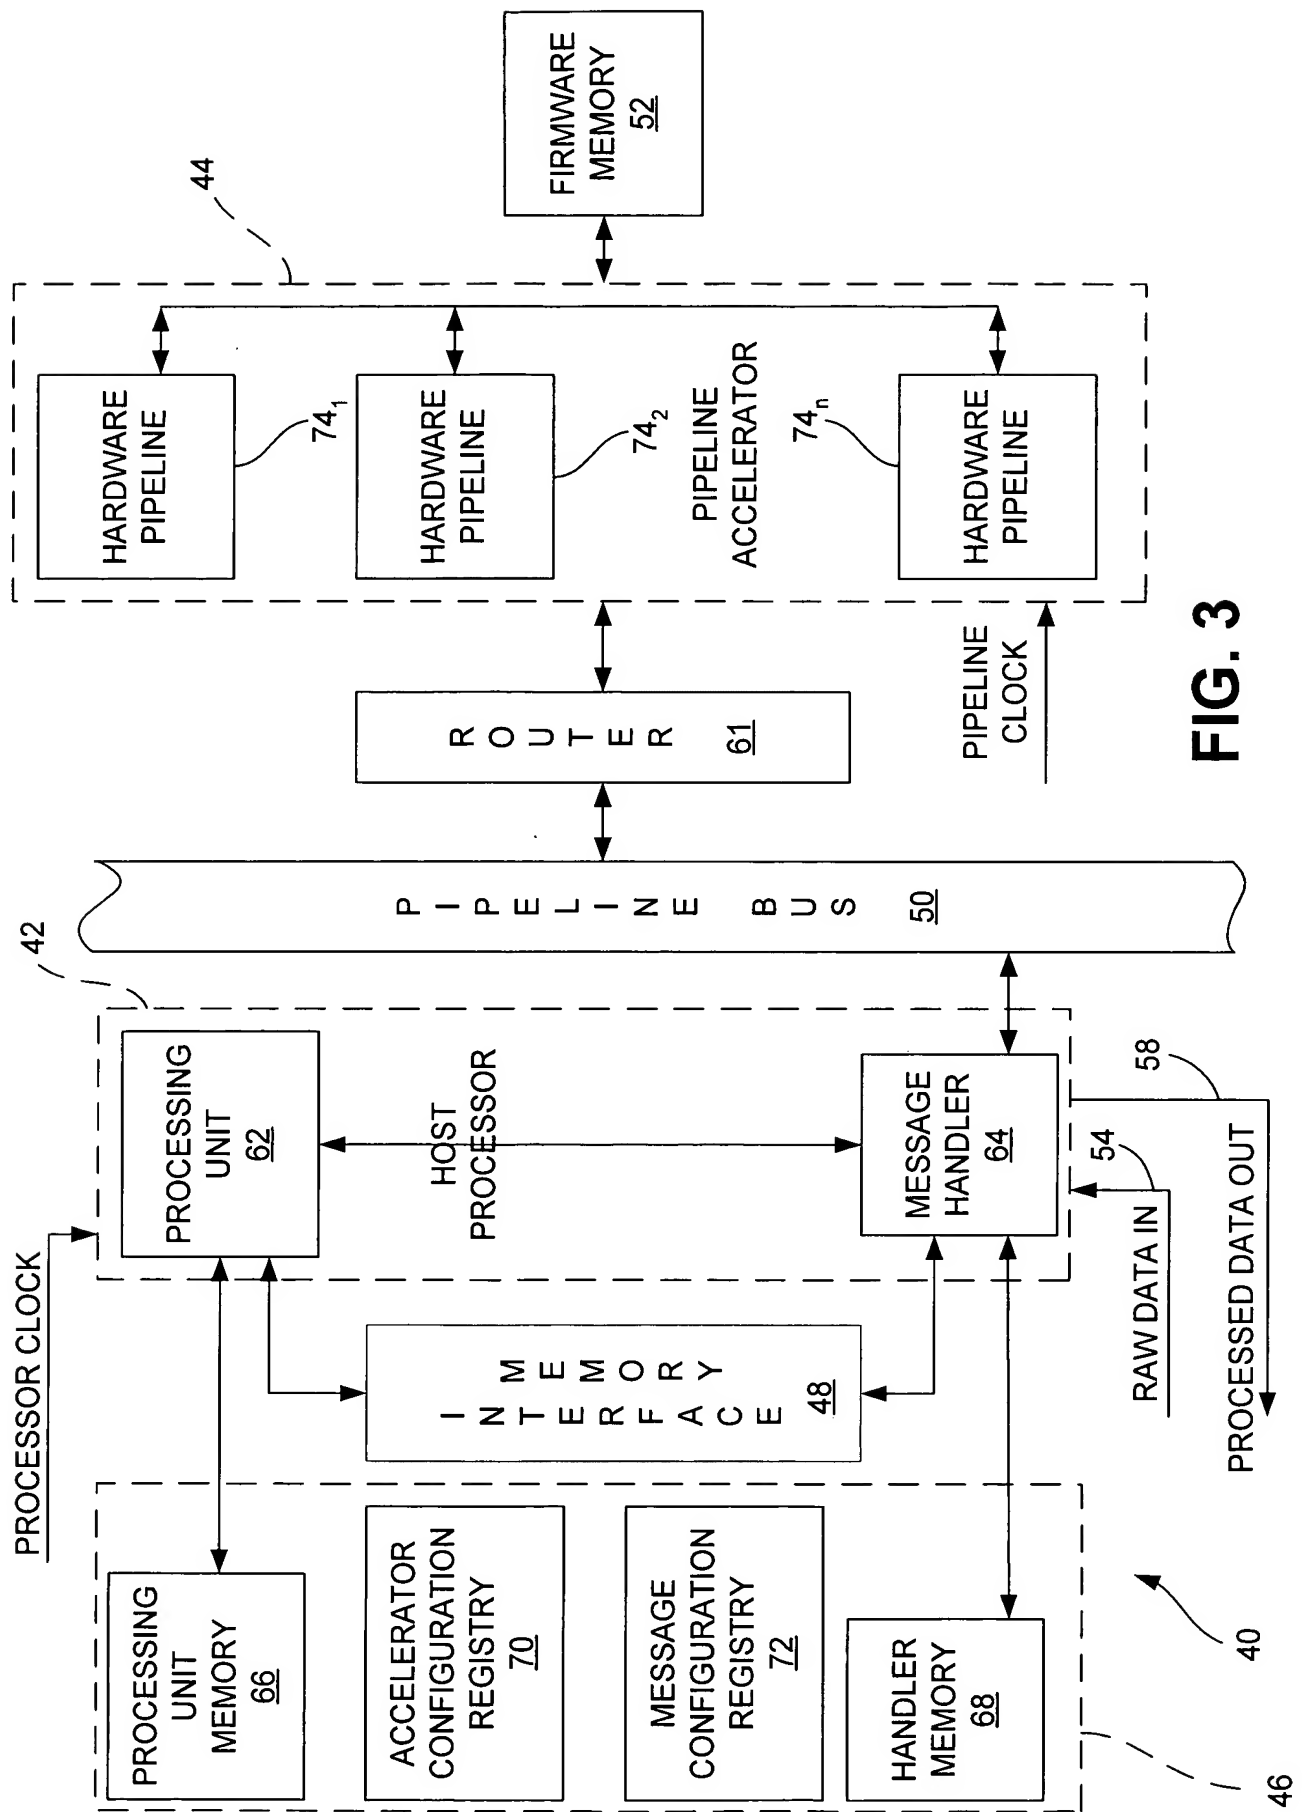 PROCESSOR CLOCK
42
44
PROCESSING
UNIT
MEMORY
66
ACCELERATOR
CONFIGURATION
REGISTRY
70
MESSAGE
CONFIGURATION
REGISTRY
72
HANDLER
MEMORY
68
46
40
MEMORY
INTERFACE
48
PROCESSING
UNIT
62
HOST
PROCESSOR
MESSAGE
HANDLER
64
RAW DATA IN
54
PROCESSED DATA OUT
58
PIPELINE BUS
50
ROUTER
61
PIPELINE
CLOCK
HARDWARE
PIPELINE
74₁
HARDWARE
PIPELINE
74₂
PIPELINE
ACCELERATOR
74ₙ
HARDWARE
PIPELINE
FIRMWARE
MEMORY
52
FIG. 3